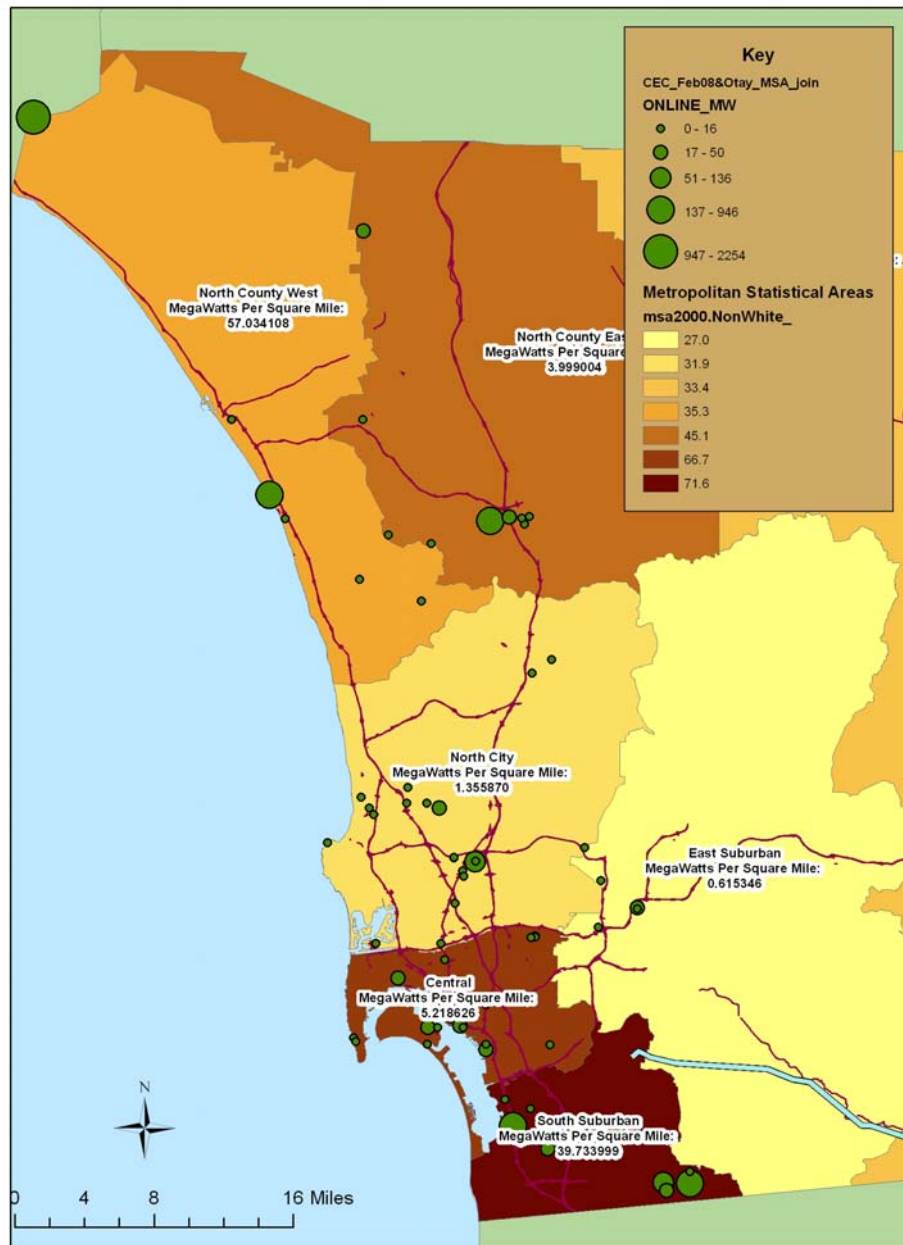 Key
CEC_Feb08&Otay_MSA_join
ONLINE_MW
0 - 16
17 - 50
51 - 136
137 - 946
947 - 2254
Metropolitan Statistical Areas
msa2000.NonWhite_
27.0
31.9
33.4
35.3
45.1
66.7
71.6
North County West
MegaWatts Per Square Mile:
57.034108
North County Eas
MegaWatts Per Square
3.999004
North City
MegaWatts Per Square Mile:
1.355870
East Suburban
MegaWatts Per Square Mile:
0.615346
Central
MegaWatts Per Square Mile:
5.218626
South Suburban
MegaWatts Per Square Mile:
39.733999
N
0 4 8 16 Miles